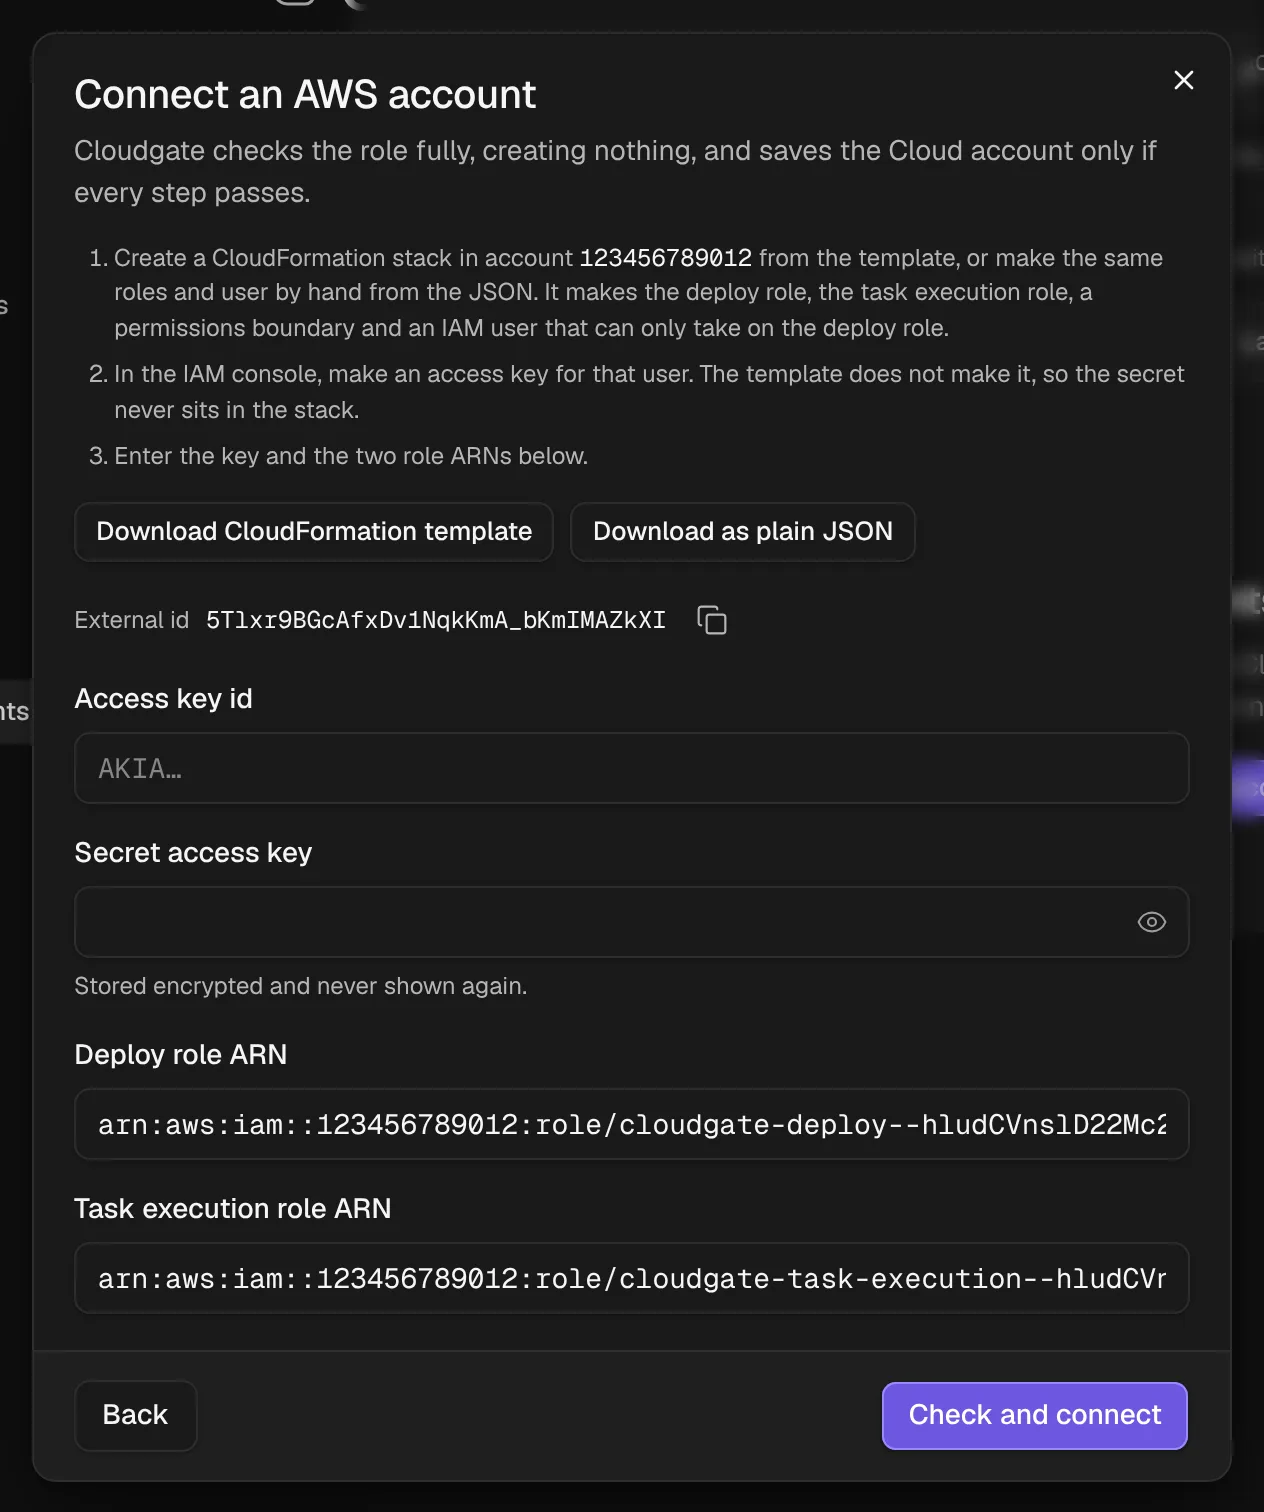 Connect an AWS account
Cloudgate checks the role fully, creating nothing, and saves the Cloud account only if
every step passes.
1. Create a CloudFormation stack in account 123456789012 from the template, or make the same
roles and user by hand from the JSON. It makes the deploy role, the task execution role, a
permissions boundary and an IAM user that can only take on the deploy role.
2. In the IAM console, make an access key for that user. The template does not make it, so the secret
never sits in the stack.
3. Enter the key and the two role ARNs below.
Download CloudFormation template
Download as plain JSON
External id 5Tlxr9BGcAfxDv1NqkKmA_bKmIMAZkXI
Access key id
AKIA…
Secret access key
Stored encrypted and never shown again.
Deploy role ARN
arn:aws:iam::123456789012:role/cloudgate-deploy--hludCVnslD22Mc2
Task execution role ARN
arn:aws:iam::123456789012:role/cloudgate-task-execution--hludCV
Back
Check and connect